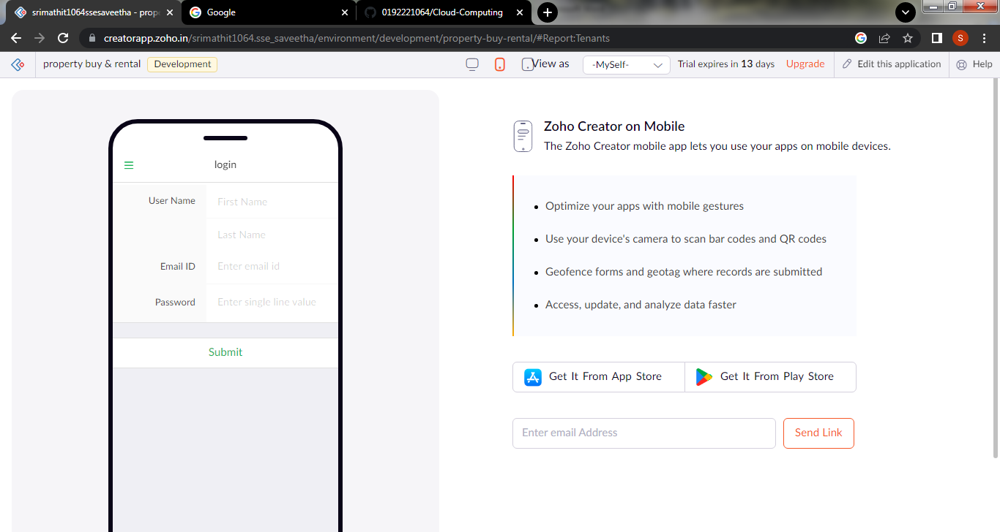 srimathit1064ssesaveetha - prope
Google
0192221064/Cloud-Computing
creatorapp.zoho.in/srimathit1064.sse_saveetha/environment/development/property-buy-rental/#Report:Tenants
S
property buy & rental
Development
View as
-MySelf-
Trial expires in 13 days
Upgrade
Edit this application
Help
login
User Name
First Name
Last Name
Email ID
Enter email id
Password
Enter single line value
Submit
Zoho Creator on Mobile
The Zoho Creator mobile app lets you use your apps on mobile devices.
Optimize your apps with mobile gestures
Use your device's camera to scan bar codes and QR codes
Geofence forms and geotag where records are submitted
Access, update, and analyze data faster
Get It From App Store
Get It From Play Store
Enter email Address
Send Link